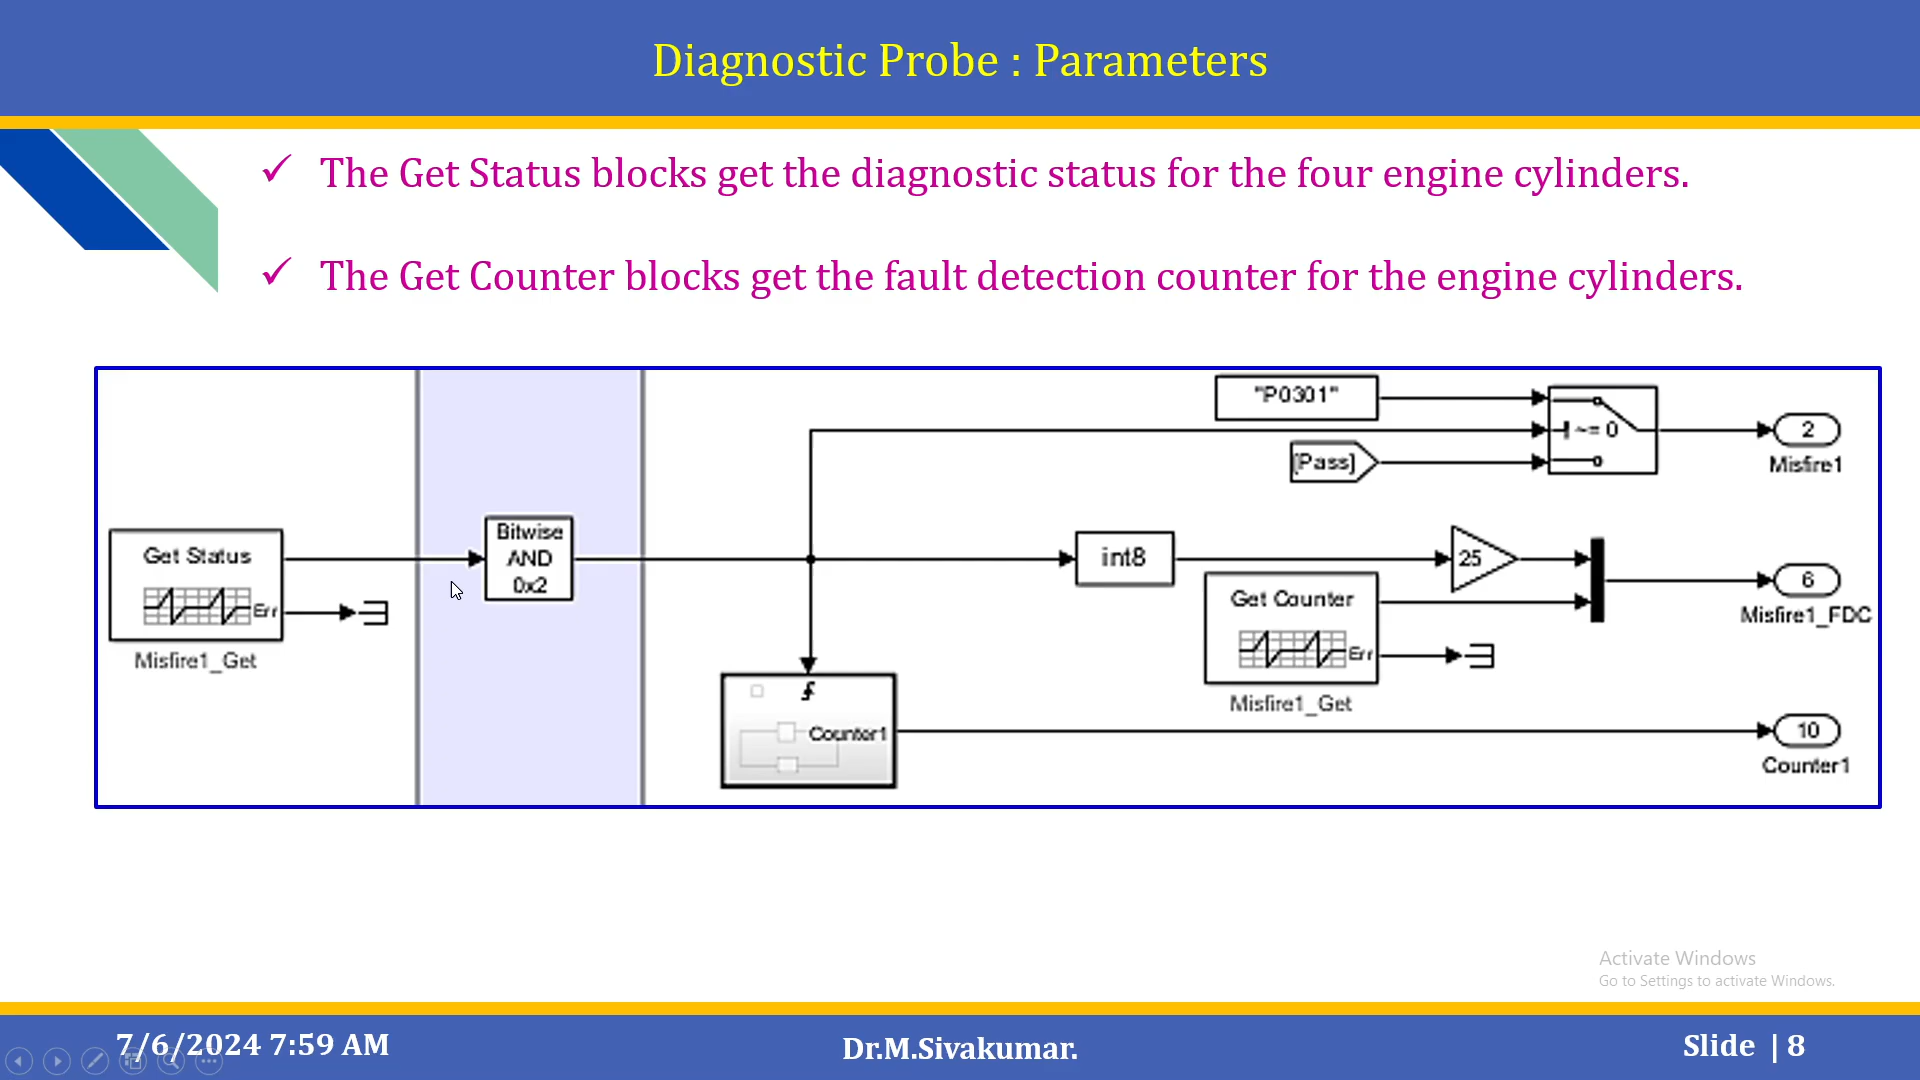 Diagnostic Probe : Parameters
✓ The Get Status blocks get the diagnostic status for the four engine cylinders.
✓ The Get Counter blocks get the fault detection counter for the engine cylinders.
"P0301"
~= 0
2
[Pass]
Misfire1
Get Status
Err
Misfire1_Get
Bitwise
AND
0x2
int8
25
6
Misfire1_FDC
Get Counter
Err
Misfire1_Get
Counter1
10
Counter1
Activate Windows
Go to Settings to activate Windows.
7/6/2024 7:59 AM
Dr.M.Sivakumar.
Slide | 8